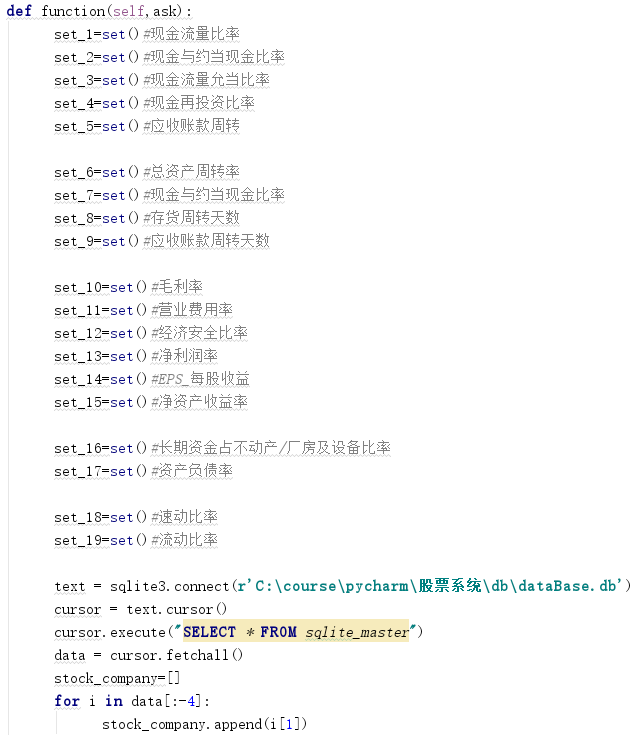 def function(self,ask):
set_1=set()#现金流量比率
set_2=set()#现金与约当现金比率
set_3=set()#现金流量允当比率
set_4=set()#现金再投资比率
set_5=set()#应收账款周转
set_6=set()#总资产周转率
set_7=set()#现金与约当现金比率
set_8=set()#存货周转天数
set_9=set()#应收账款周转天数
set_10=set()#毛利率
set_11=set()#营业费用率
set_12=set()#经济安全比率
set_13=set()#净利润率
set_14=set()#EPS_每股收益
set_15=set()#净资产收益率
set_16=set()#长期资金占不动产/厂房及设备比率
set_17=set()#资产负债率
set_18=set()#速动比率
set_19=set()#流动比率
text = sqlite3.connect(r'C:\course\pycharm\股票系统\db\dataBase.db')
cursor = text.cursor()
cursor.execute("SELECT * FROM sqlite_master")
data = cursor.fetchall()
stock_company=[]
for i in data[:-4]:
stock_company.append(i[1])